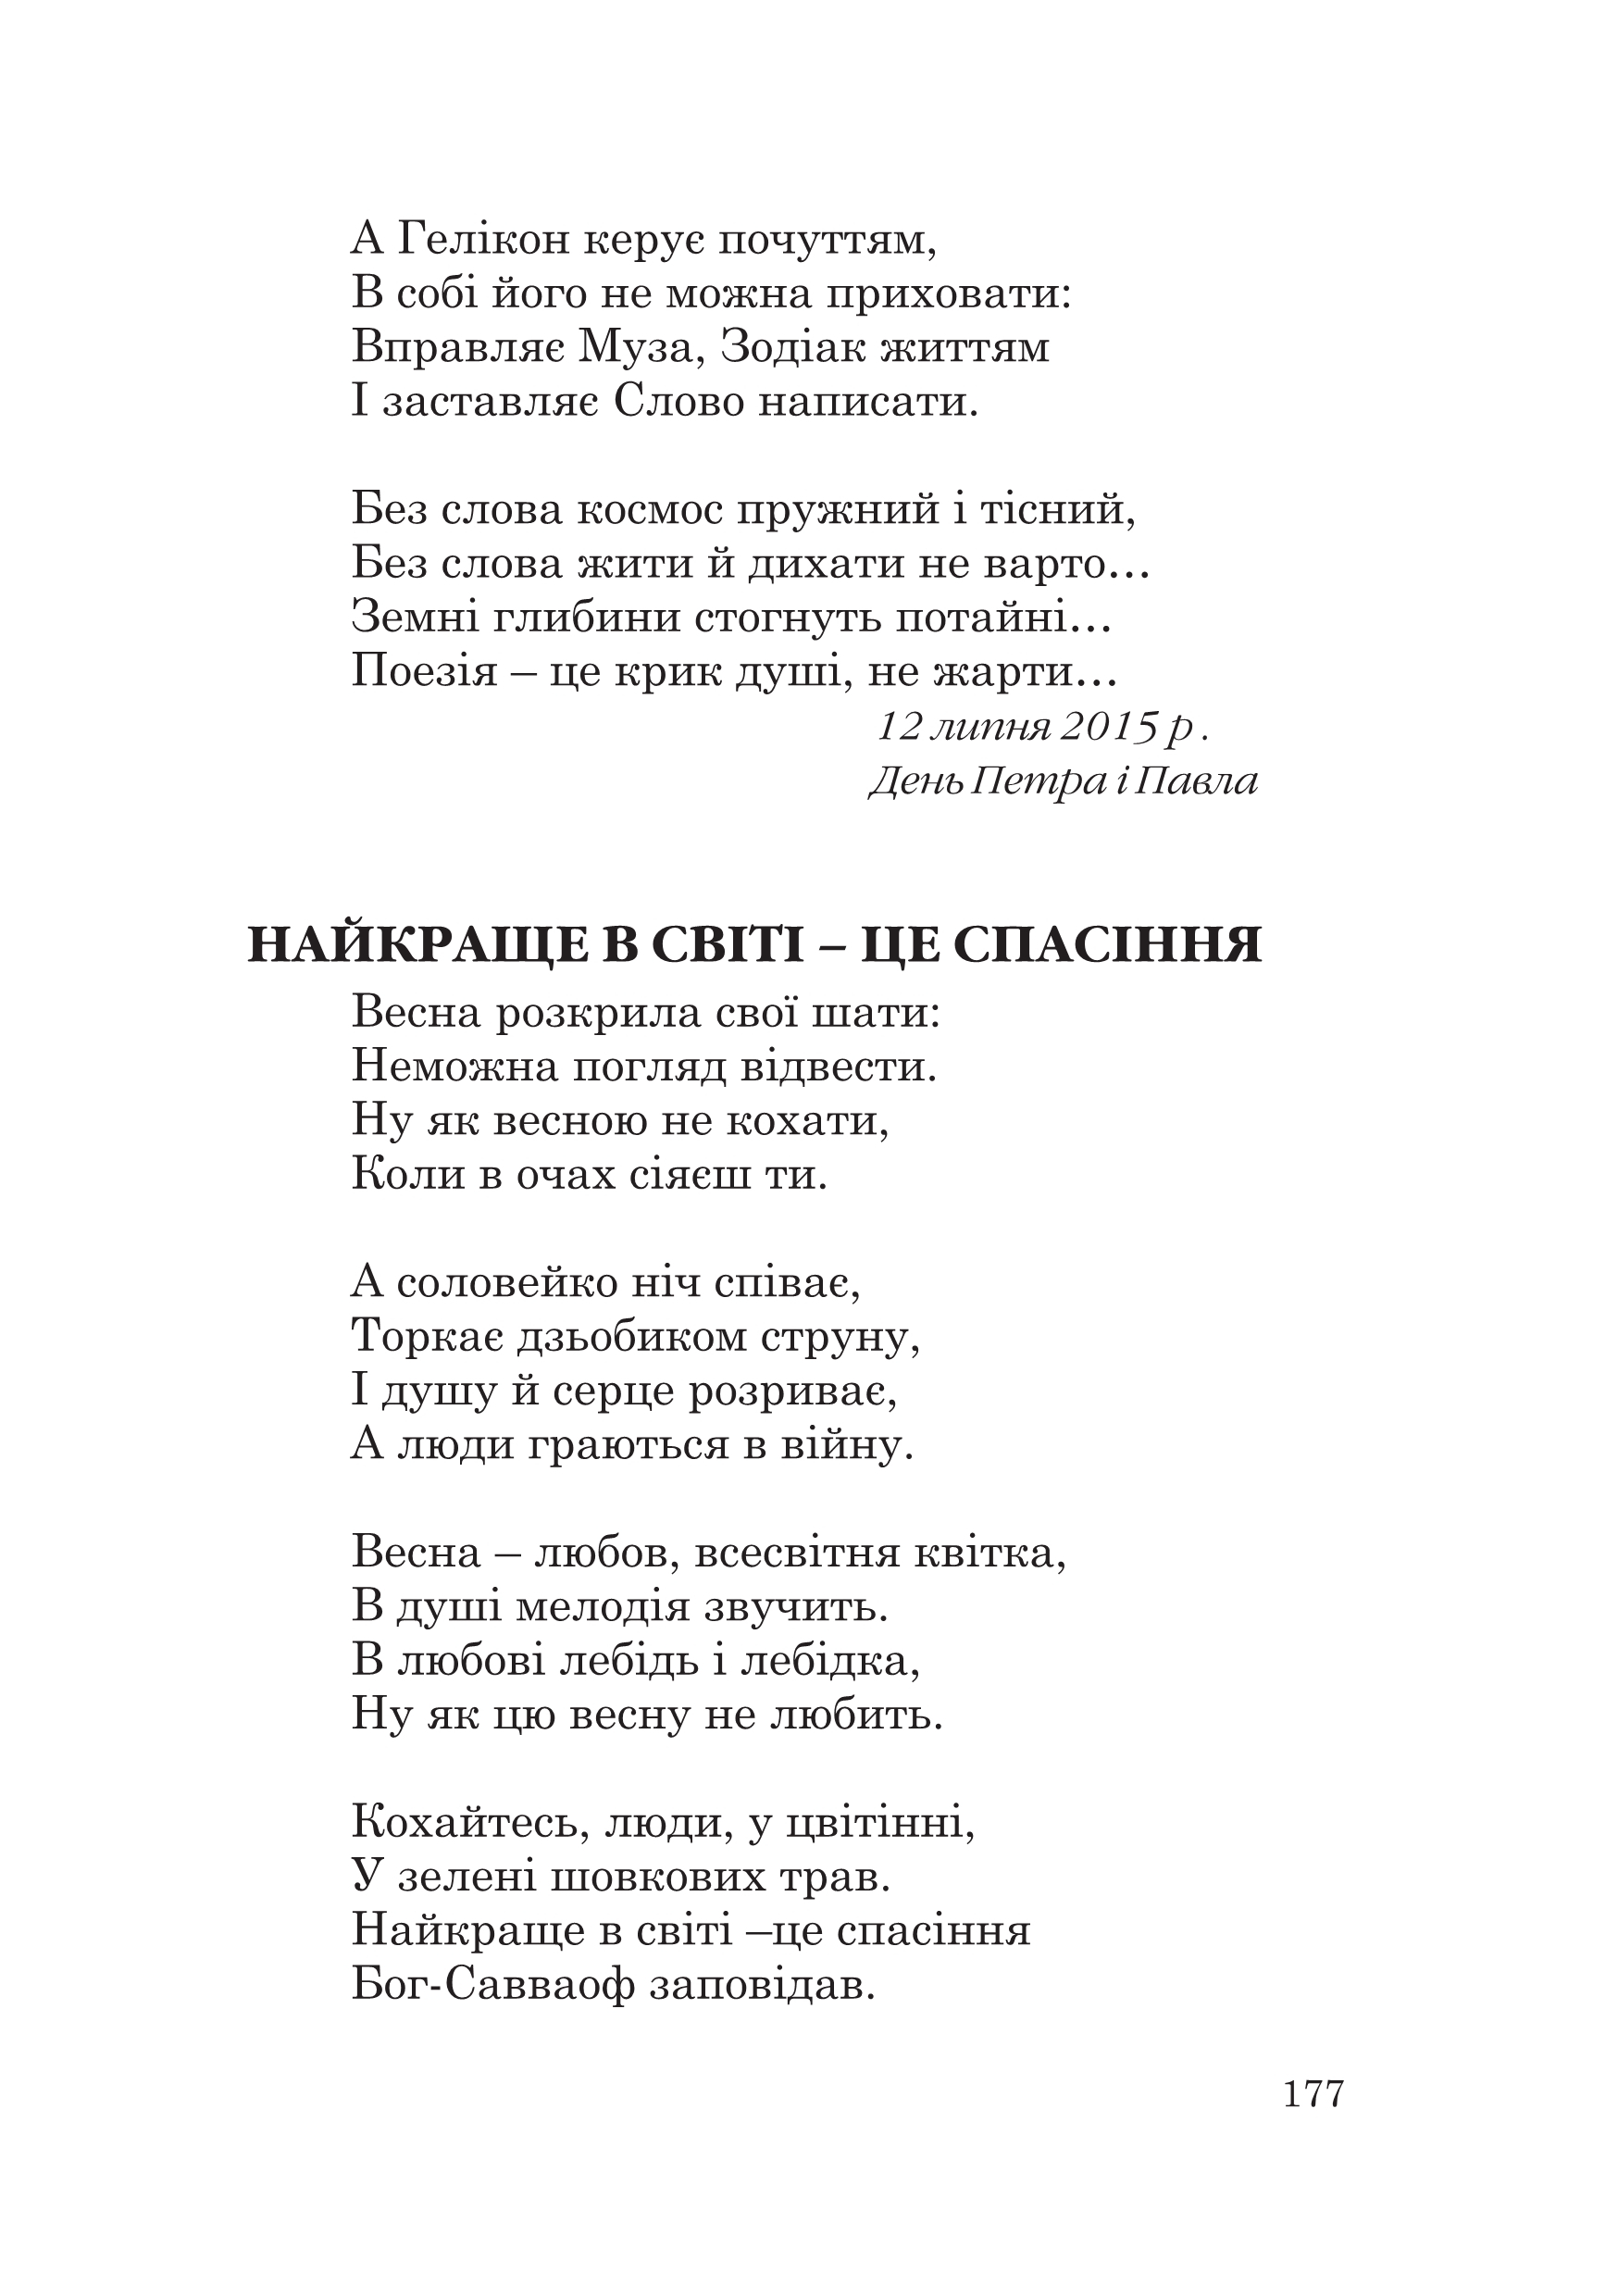 А Гелікон керує почуттям,
В собі його не можна приховати:
Вправляє Муза, Зодіак життям
І заставляє Слово написати.

Без слова космос пружний і тісний,
Без слова жити й дихати не варто...
Земні глибини стогнуть потайні...
Поезія – це крик душі, не жарти...
12 липня 2015 р .
День Петра і Павла

НАЙКРАЩЕ В СВІТІ – ЦЕ СПАСІННЯ
Весна розкрила свої шати:
Неможна погляд відвести.
Ну як весною не кохати,
Коли в очах сіяєш ти.

А соловейко ніч співає,
Торкає дзьобиком струну,
І душу й серце розриває,
А люди граються в війну.

Весна – любов, всесвітня квітка,
В душі мелодія звучить.
В любові лебідь і лебідка,
Ну як цю весну не любить.

Кохайтесь, люди, у цвітінні,
У зелені шовкових трав.
Найкраще в світі –це спасіння
Бог-Савваоф заповідав.

177